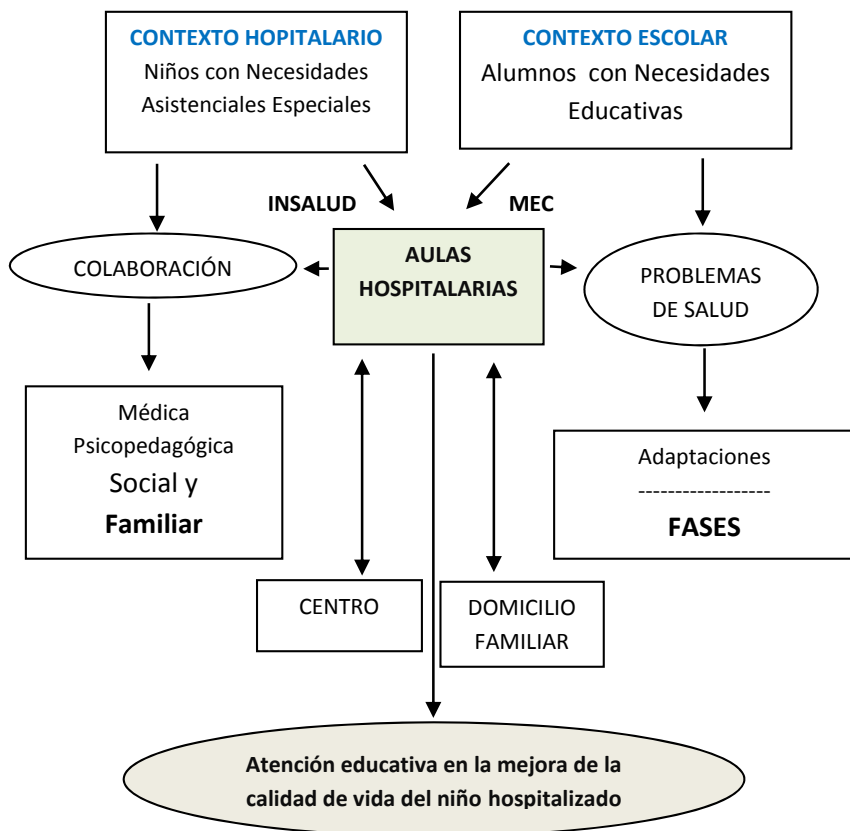 CONTEXTO HOPITALARIO
Niños con Necesidades
Asistenciales Especiales
CONTEXTO ESCOLAR
Alumnos con Necesidades
Educativas
INSALUD
MEC
COLABORACIÓN
AULAS
HOSPITALARIAS
PROBLEMAS
DE SALUD
Médica
Psicopedagógica
Social y
Familiar
Adaptaciones
-------------------
FASES
CENTRO
DOMICILIO
FAMILIAR
Atención educativa en la mejora de la
calidad de vida del niño hospitalizado